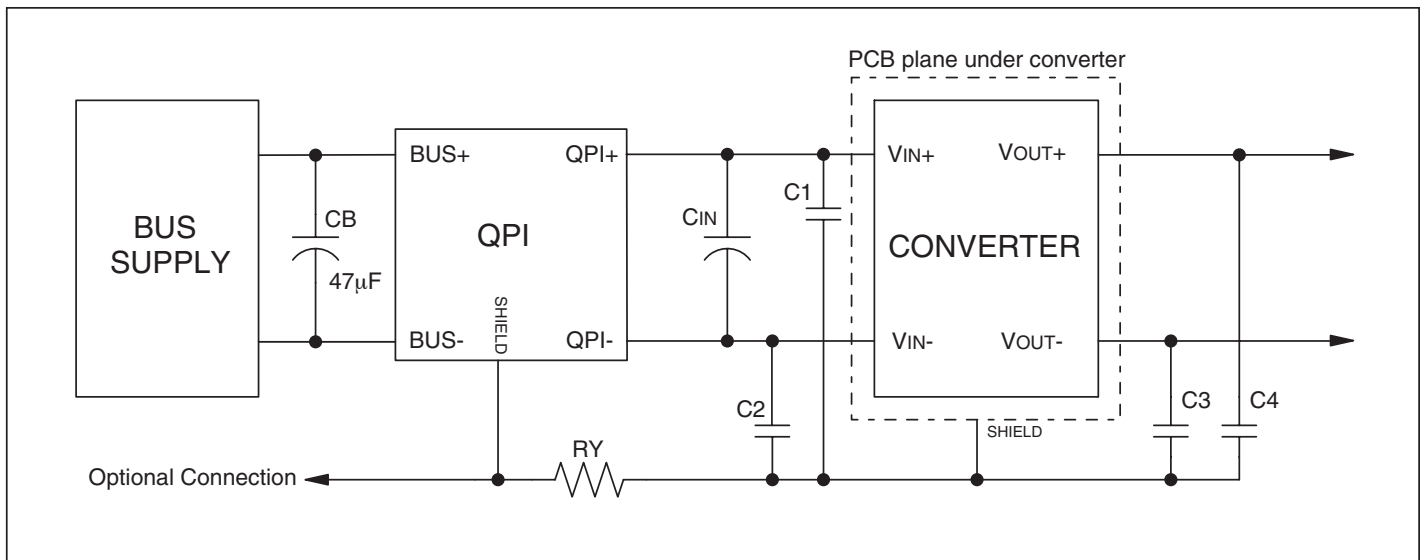 PCB plane under converter
BUS
SUPPLY
CB
47μF
BUS+
QPI+
QPI
SHIELD
BUS-
QPI-
CIN
C1
C2
VIN+
VOUT+
CONVERTER
VIN-
VOUT-
SHIELD
C3
C4
RY
Optional Connection